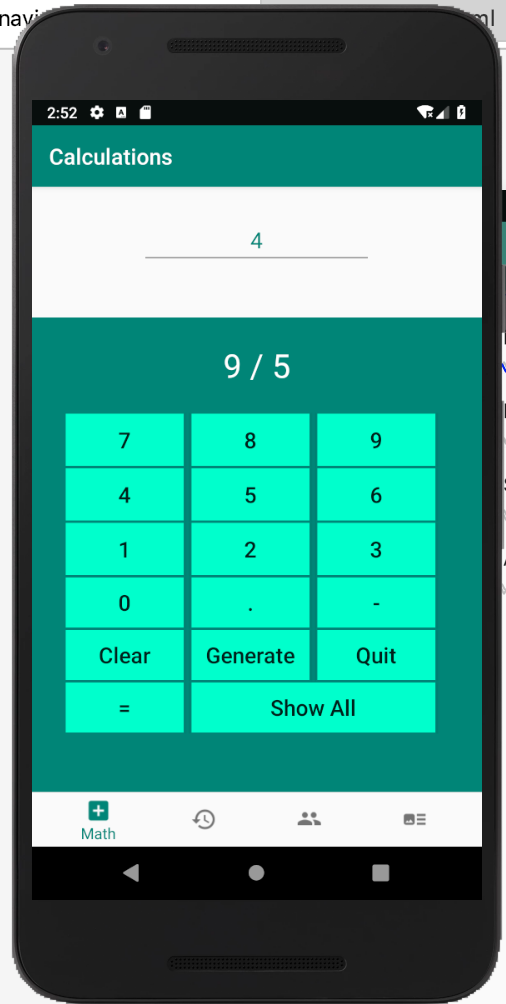 2:52
Calculations
4
9 / 5
7 8 9
4 5 6
1 2 3
0 . -
Clear Generate Quit
= Show All
Math